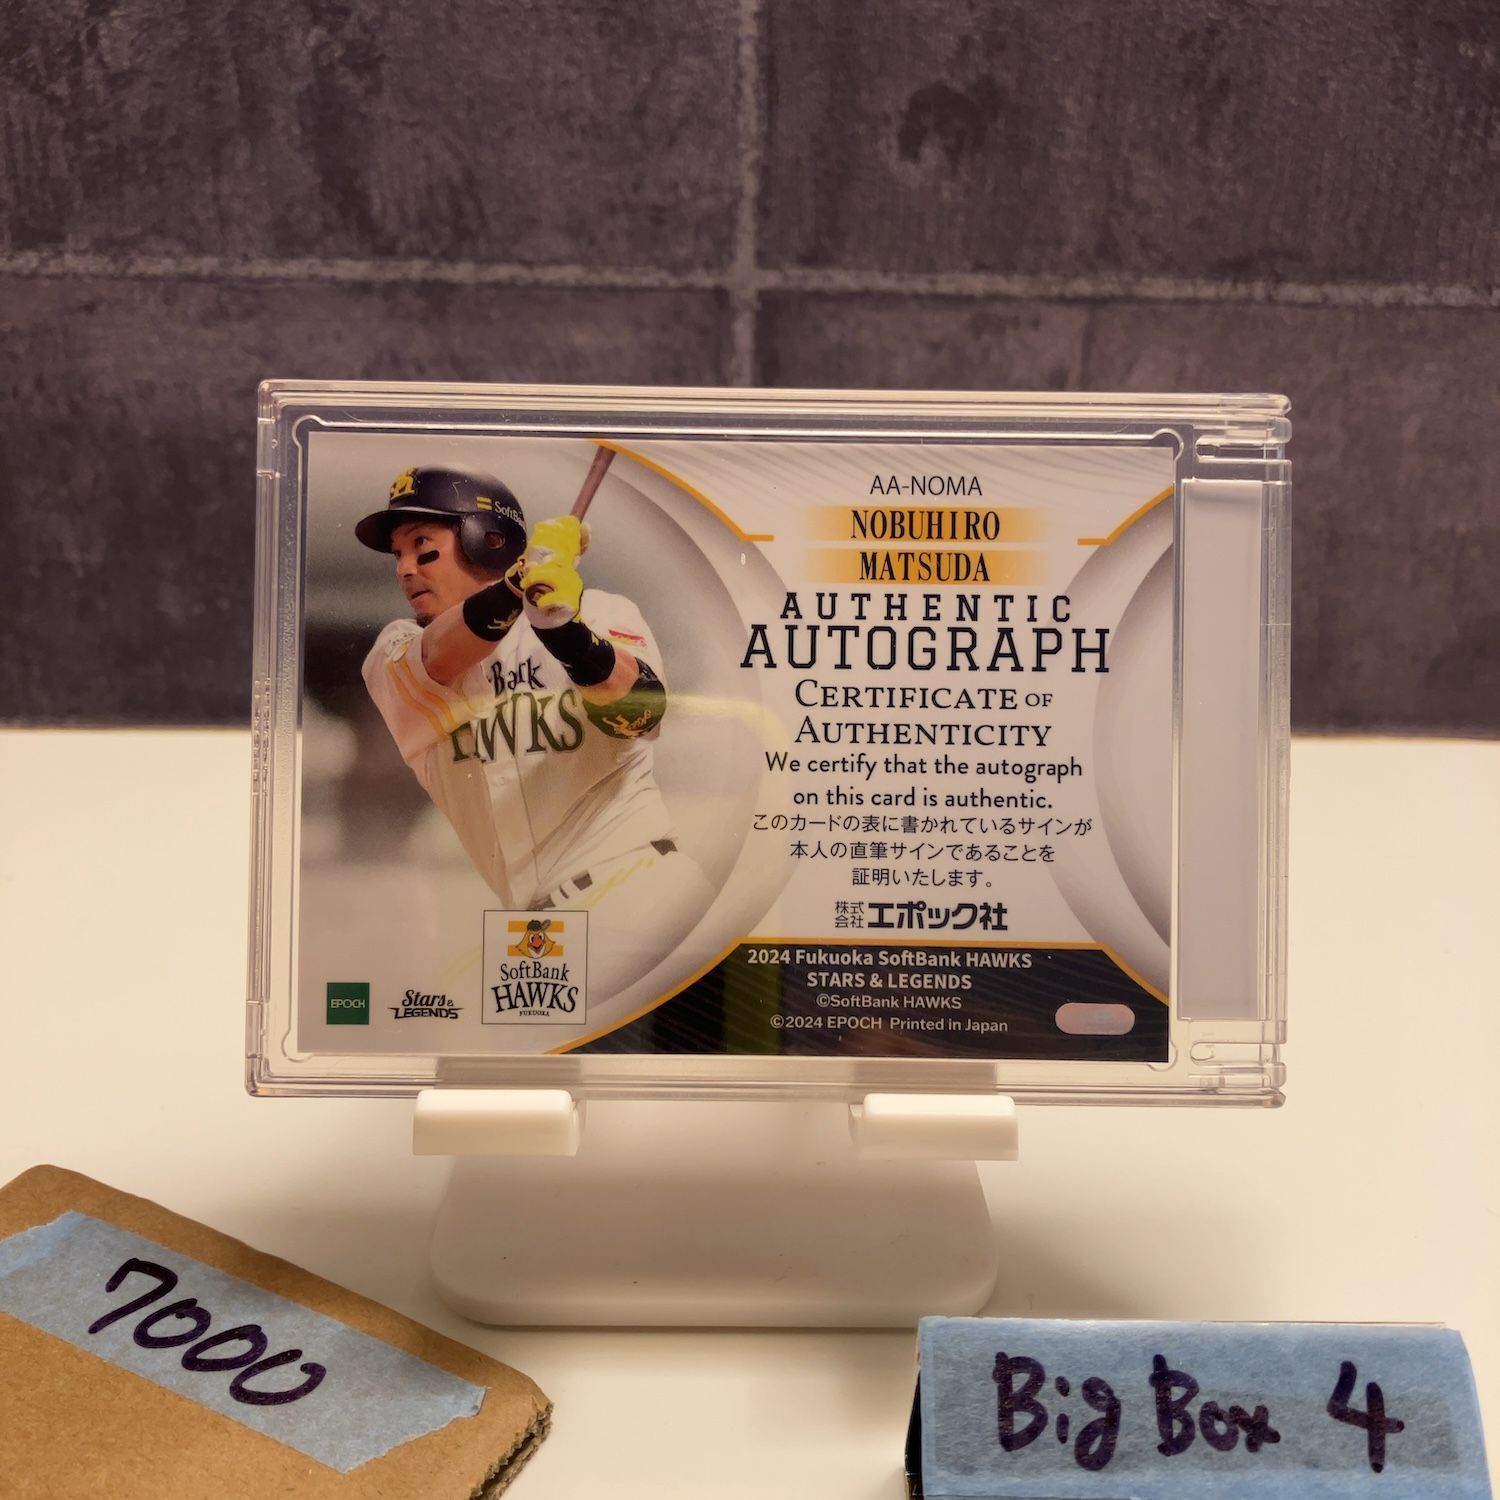 AA-NOMA
NOBUHIRO
MATSUDA
AUTHENTIC
AUTOGRAPH
CERTIFICATE OF
AUTHENTICITY
We certify that the autograph
on this card is authentic.
このカードの表に書かれているサインが
本人の直筆サインであることを
証明いたします。
株式
会社 エポック社
2024 Fukuoka SoftBank HAWKS
STARS & LEGENDS
©SoftBank HAWKS
©2024 EPOCH Printed in Japan
Bark
HAWKS
EPOCH
Stars &
LEGENDS
SoftBank
HAWKS
FUKUOKA
7000
Big Box 4